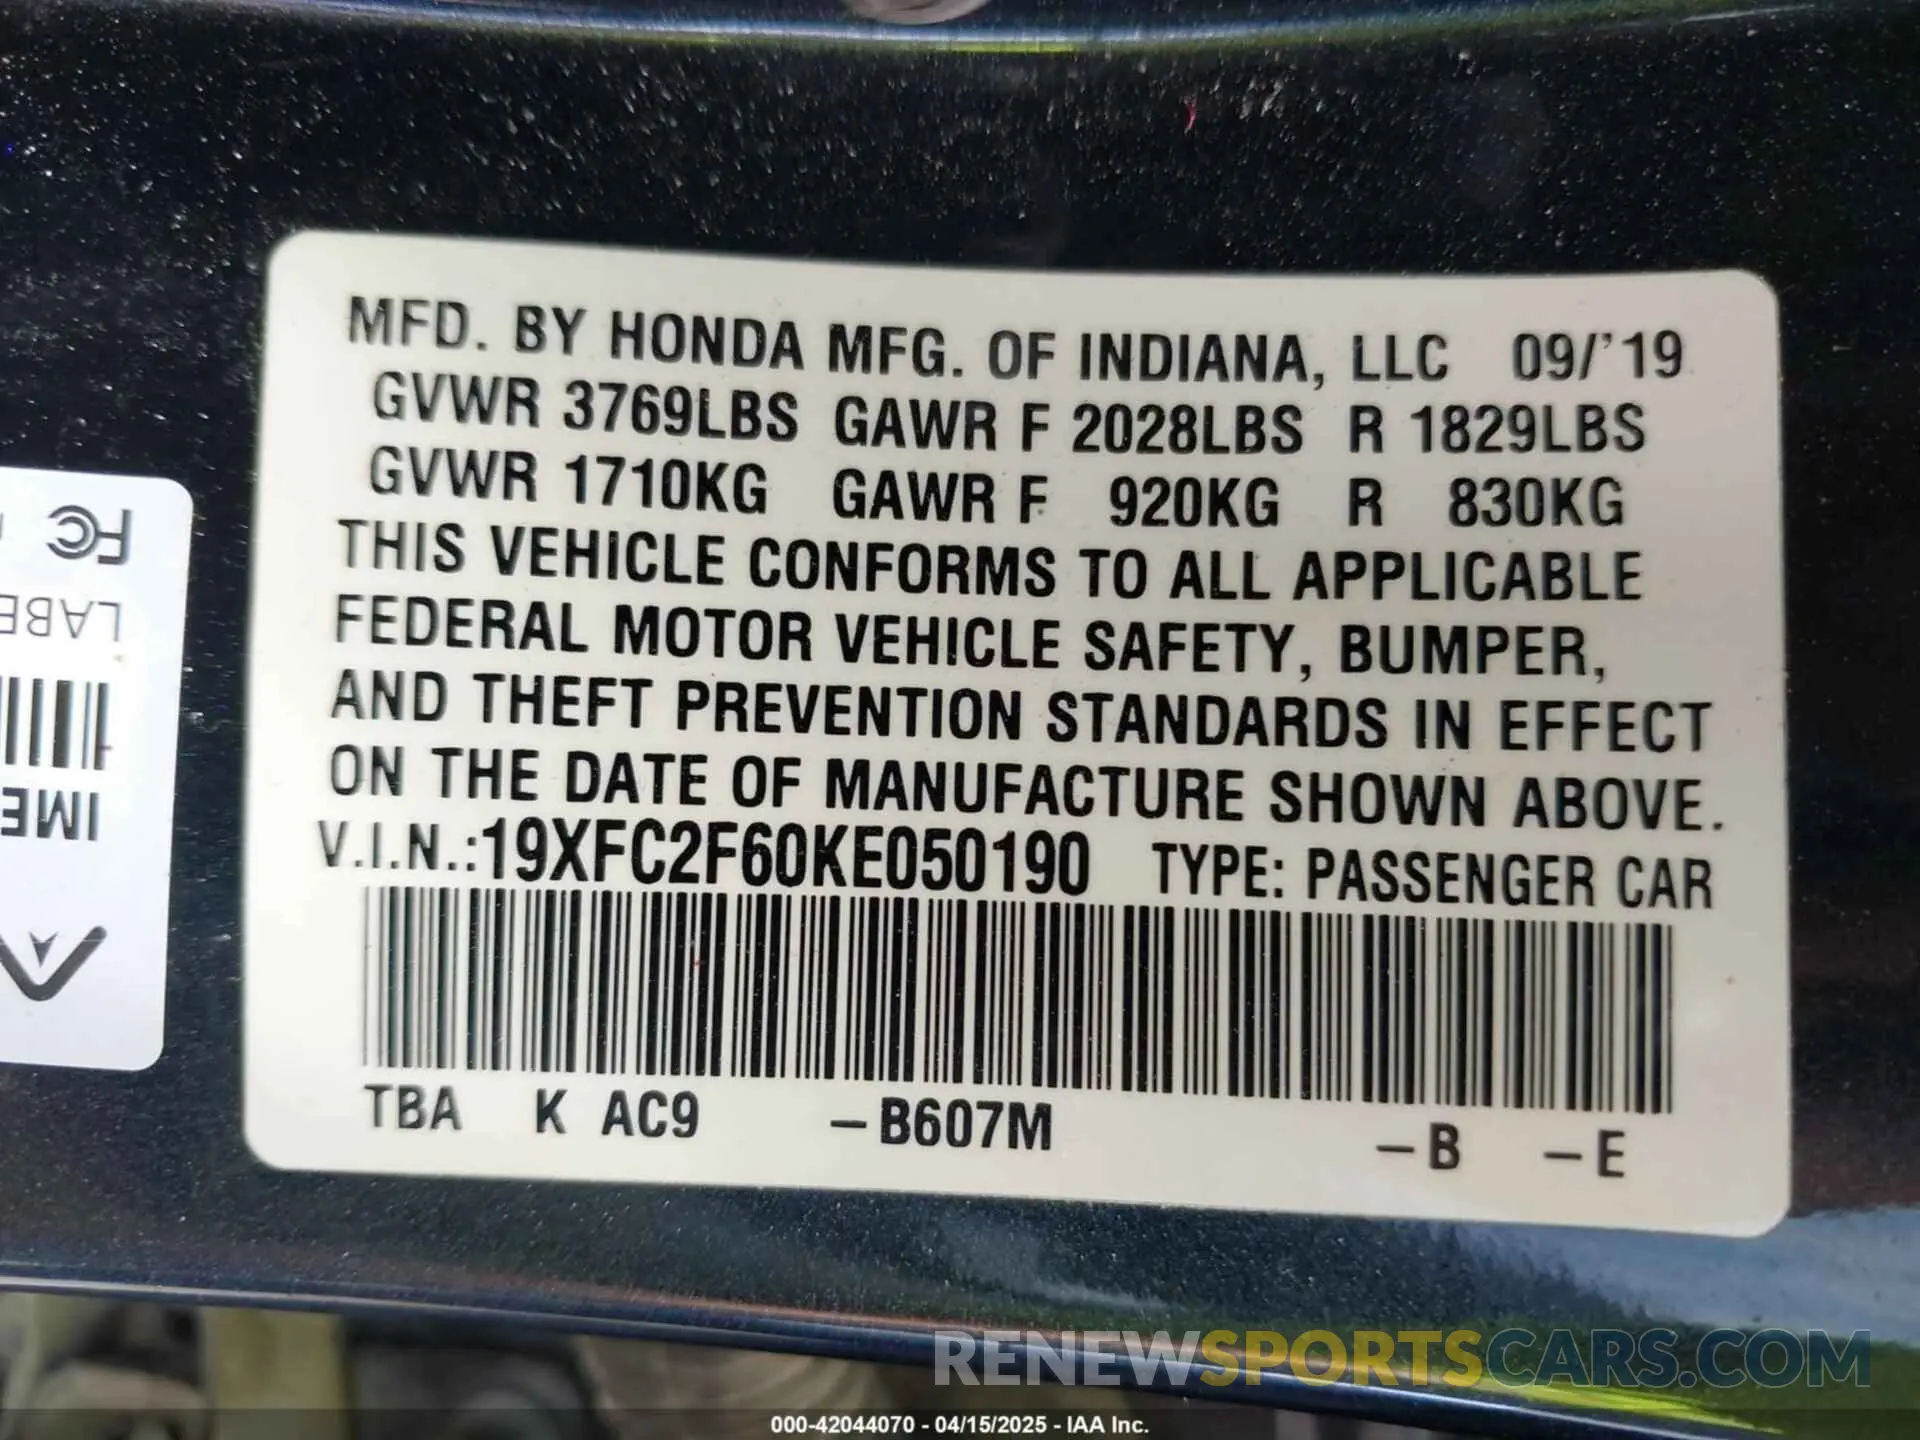 MFD. BY HONDA MFG. OF INDIANA, LLC 09/'19
GVWR 3769LBS GAWR F 2028LBS R 1829LBS
GVWR 1710KG GAWR F 920KG R 830KG
THIS VEHICLE CONFORMS TO ALL APPLICABLE
FEDERAL MOTOR VEHICLE SAFETY, BUMPER,
AND THEFT PREVENTION STANDARDS IN EFFECT
ON THE DATE OF MANUFACTURE SHOWN ABOVE.
V.I.N.:19XFC2F60KE050190 TYPE: PASSENGER CAR
TBA K AC9 -B607M -B -E
FC
LABE
IME
RENEWSPORTSCARS.COM
000-42044070 - 04/15/2025 - IAA Inc.